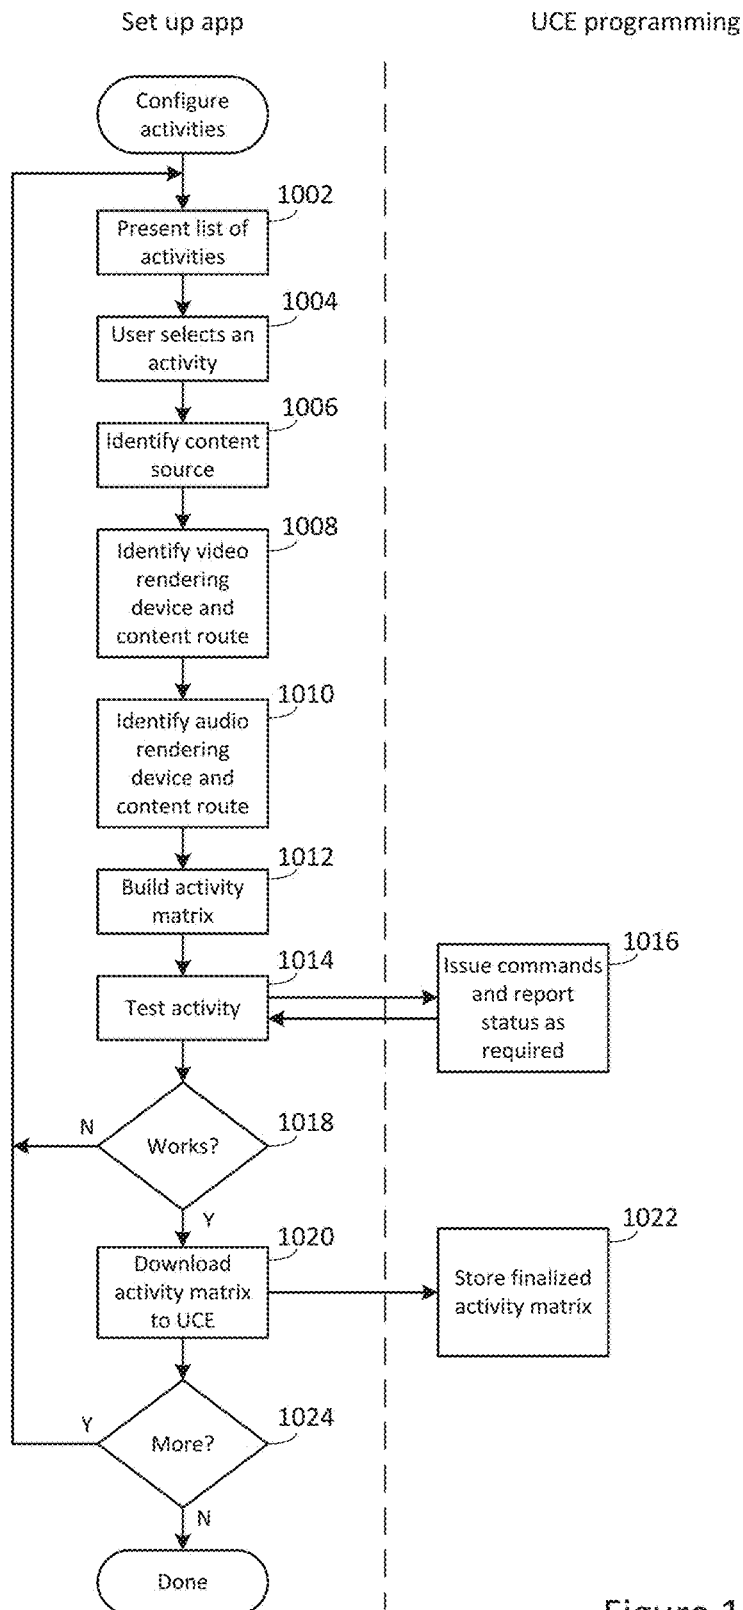 Set up app
UCE programming
Configure
activities
1002
Present list of
activities
1004
User selects an
activity
1006
Identify content
source
1008
Identify video
rendering
device and
content route
1010
Identify audio
rendering
device and
content route
1012
Build activity
matrix
1014
Test activity
1016
Issue commands
and report
status as
required
1018
Works?
N
Y
1020
Download
activity matrix
to UCE
1022
Store finalized
activity matrix
1024
More?
Y
N
Done
Figure 1